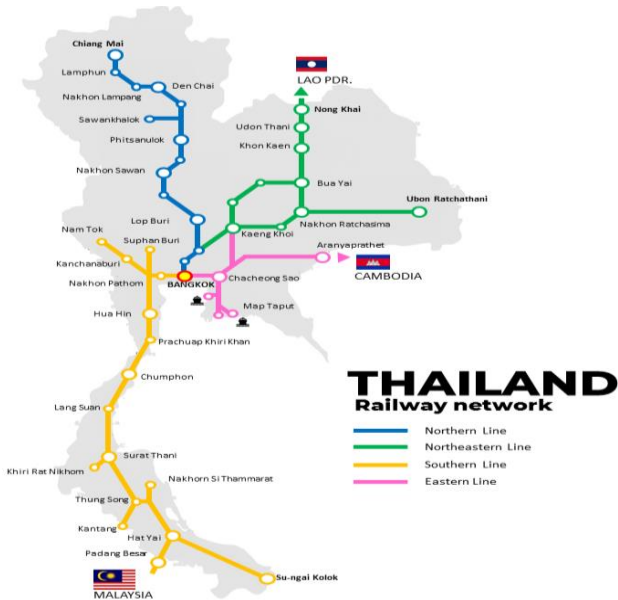 Chiang Mai
LAO PDR.
Lamphun
Den Chai
Nakhon Lampang
Nong Khai
Sawankhalok
Udon Thani
Phitsanulok
Khon Kaen
Nakhon Sawan
Bua Yai
Ubon Ratchathani
Lop Buri
Nam Tok
Suphan Buri
Kaeng Khoi
Nakhon Ratchasima
Aranyaprathet
Kanchanaburi
Nakhon Pathom
BANGKOK
Chacheong Sao
CAMBODIA
Map Taput
Hua Hin
Prachuap Khiri Khan
Chumphon
THAILAND
Railway network
Lang Suan
Northern Line
Northeastern Line
Southern Line
Eastern Line
Surat Thani
Khiri Rat Nikhom
Nakhorn Si Thammarat
Thung Song
Kantang
Hat Yai
Padang Besar
Su-ngai Kolok
MALAYSIA